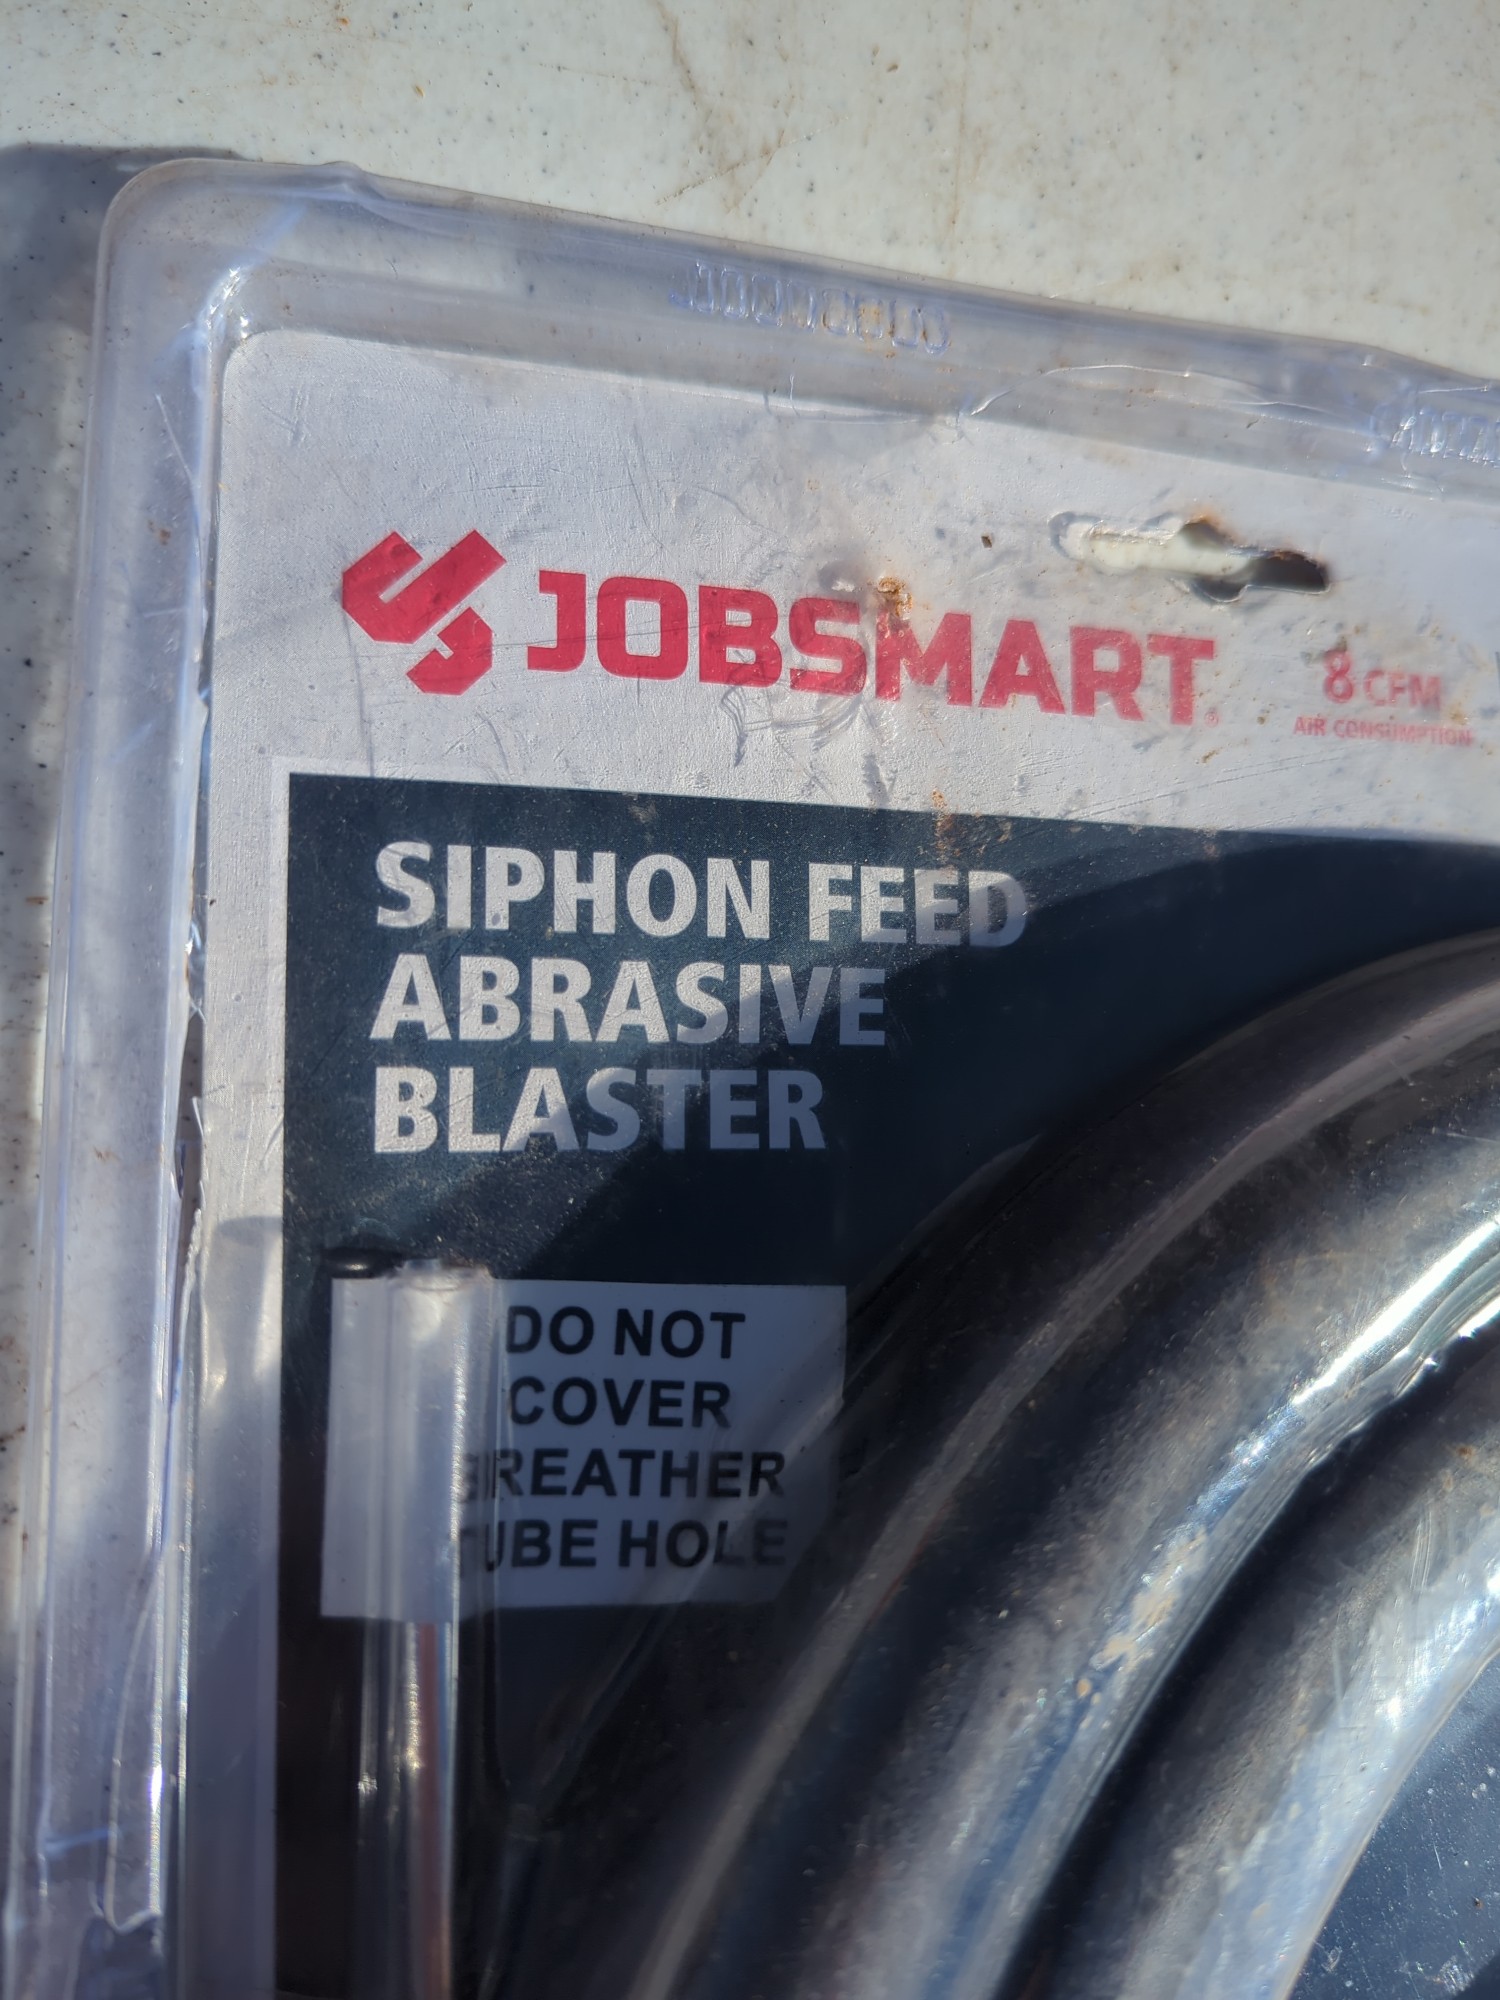 JOBSMART®
8 CFM
AIR CONSUMPTION
SIPHON FEED
ABRASIVE
BLASTER
DO NOT
COVER
BREATHER
TUBE HOLE